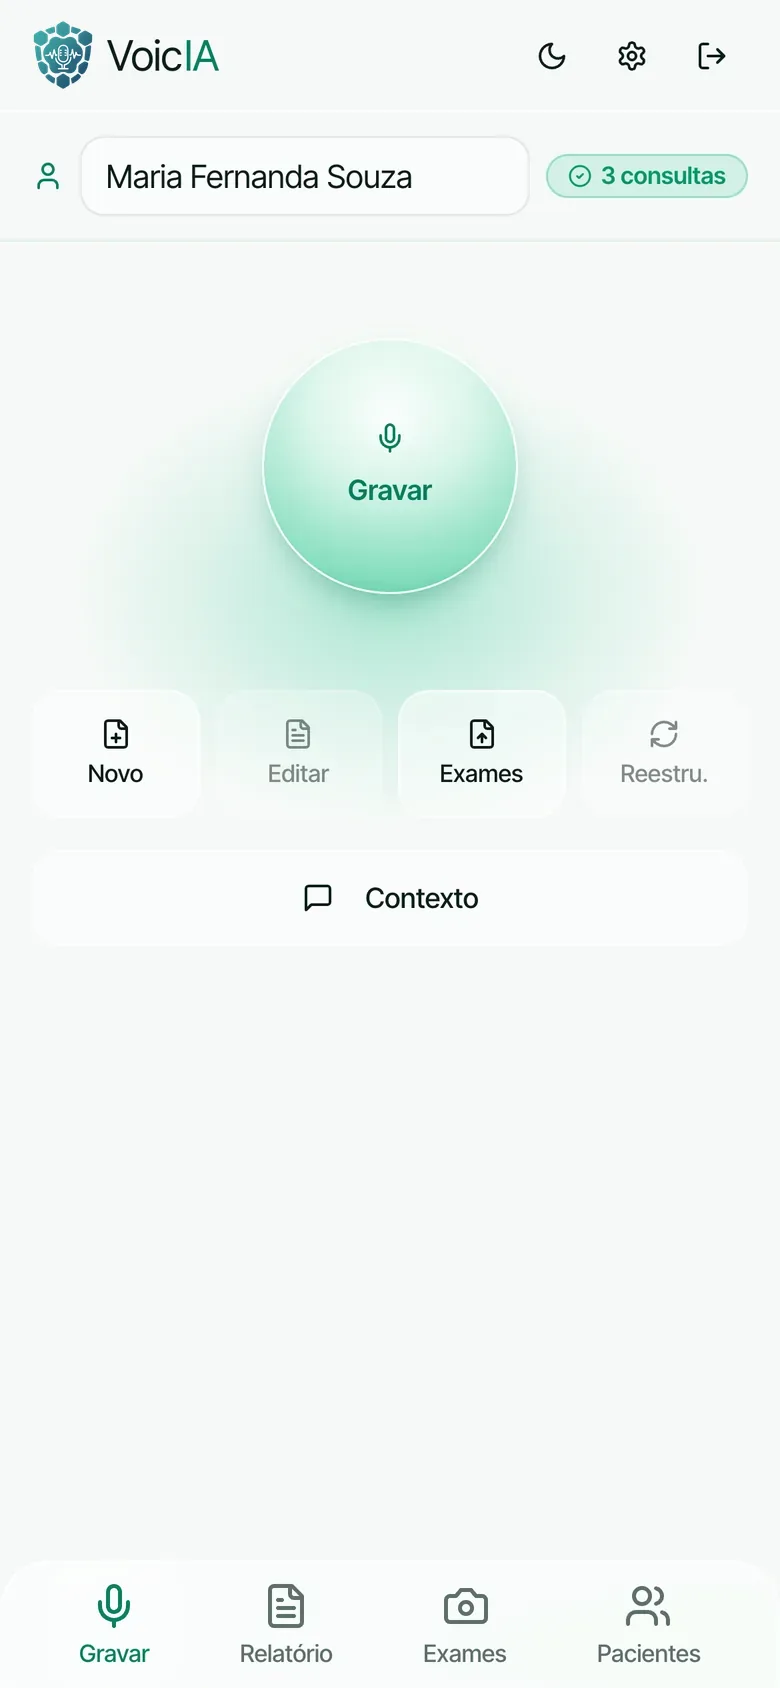 VoicIA
Maria Fernanda Souza
3 consultas
Gravar
Novo
Editar
Exames
Reestru.
Contexto
Gravar
Relatório
Exames
Pacientes